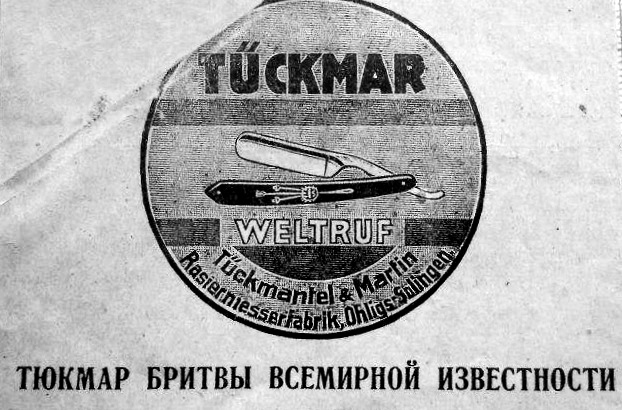 TÜCKMAR
WELTRUF
Tückmantel & Martin
Rasiermesserfabrik, Ohligs-Solingen.
ТЮКМАР БРИТВЫ ВСЕМИРНОЙ ИЗВЕСТНОСТИ